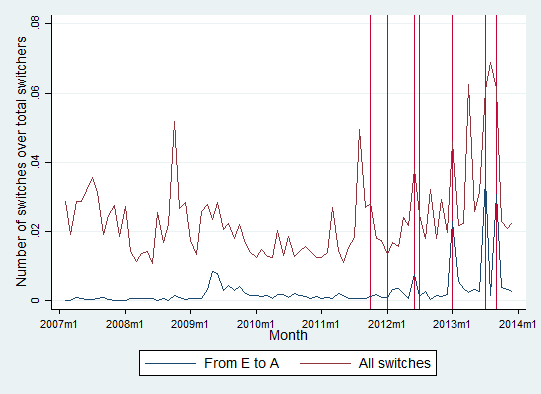 Number of switches over total switchers
.08
.06
.04
.02
0
2007m1 2008m1 2009m1 2010m1 2011m1 2012m1 2013m1 2014m1
Month
From E to A All switches